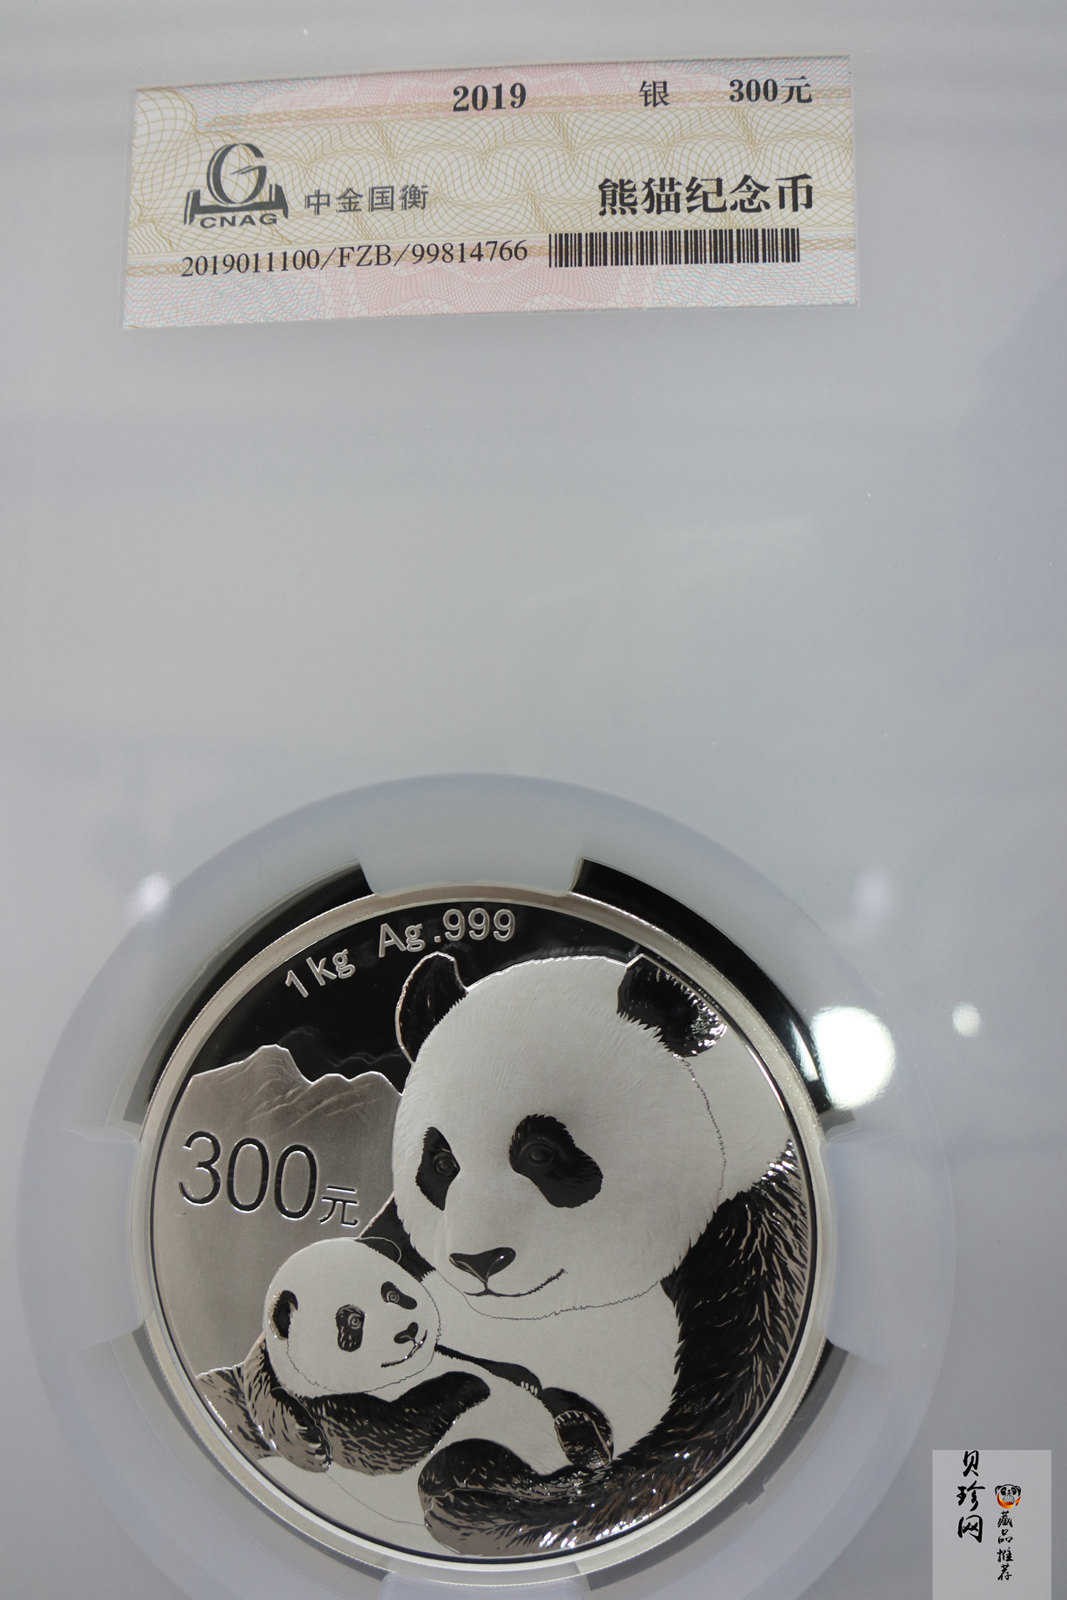 2019 银 300元
CNAG 中金国衡
熊猫纪念币
2019011100/FZB/99814766
1kg Ag.999
300元
贝珍网
藏品推荐